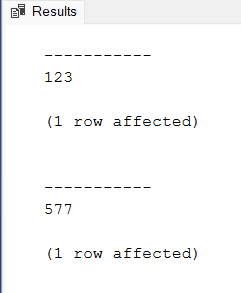 Results
-----------
123
(1 row affected)
-----------
577
(1 row affected)